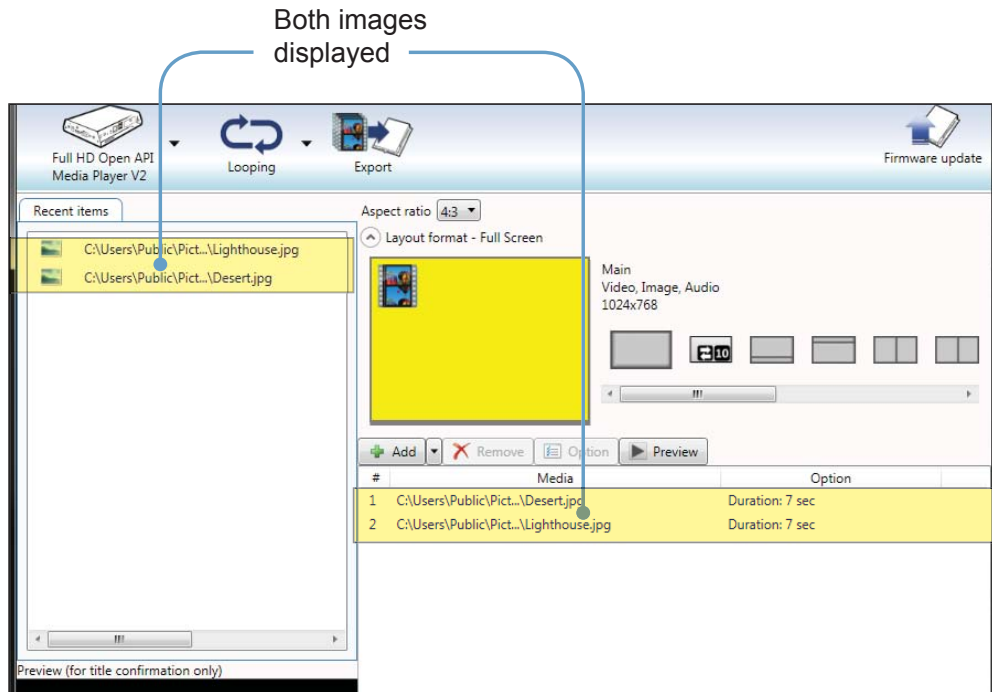 Both images
displayed
Full HD Open API
Media Player V2
Looping
Export
Firmware update
Recent items
C:\Users\Public\Pict...\Lighthouse.jpg
C:\Users\Public\Pict...\Desert.jpg
Aspect ratio 4:3
Layout format - Full Screen
Main
Video, Image, Audio
1024x768
10
Add Remove Option Preview
# Media Option
1 C:\Users\Public\Pict...\Desert.jpg Duration: 7 sec
2 C:\Users\Public\Pict...\Lighthouse.jpg Duration: 7 sec
Preview (for title confirmation only)